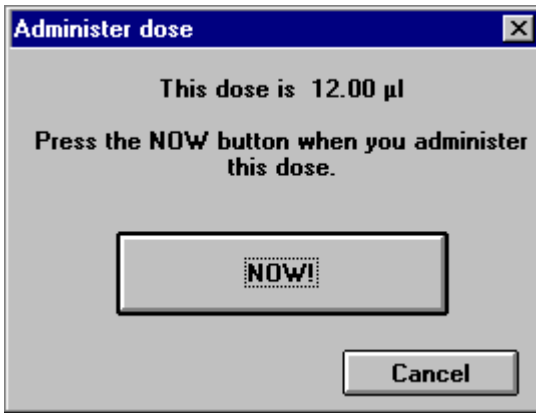 Administer dose
This dose is  12.00 µl
Press the NOW button when you administer
this dose.
NOW!
Cancel